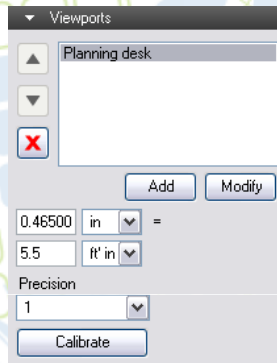 Viewports
Planning desk
Add Modify
0.46500 in =
5.5 ft' in
Precision
1
Calibrate